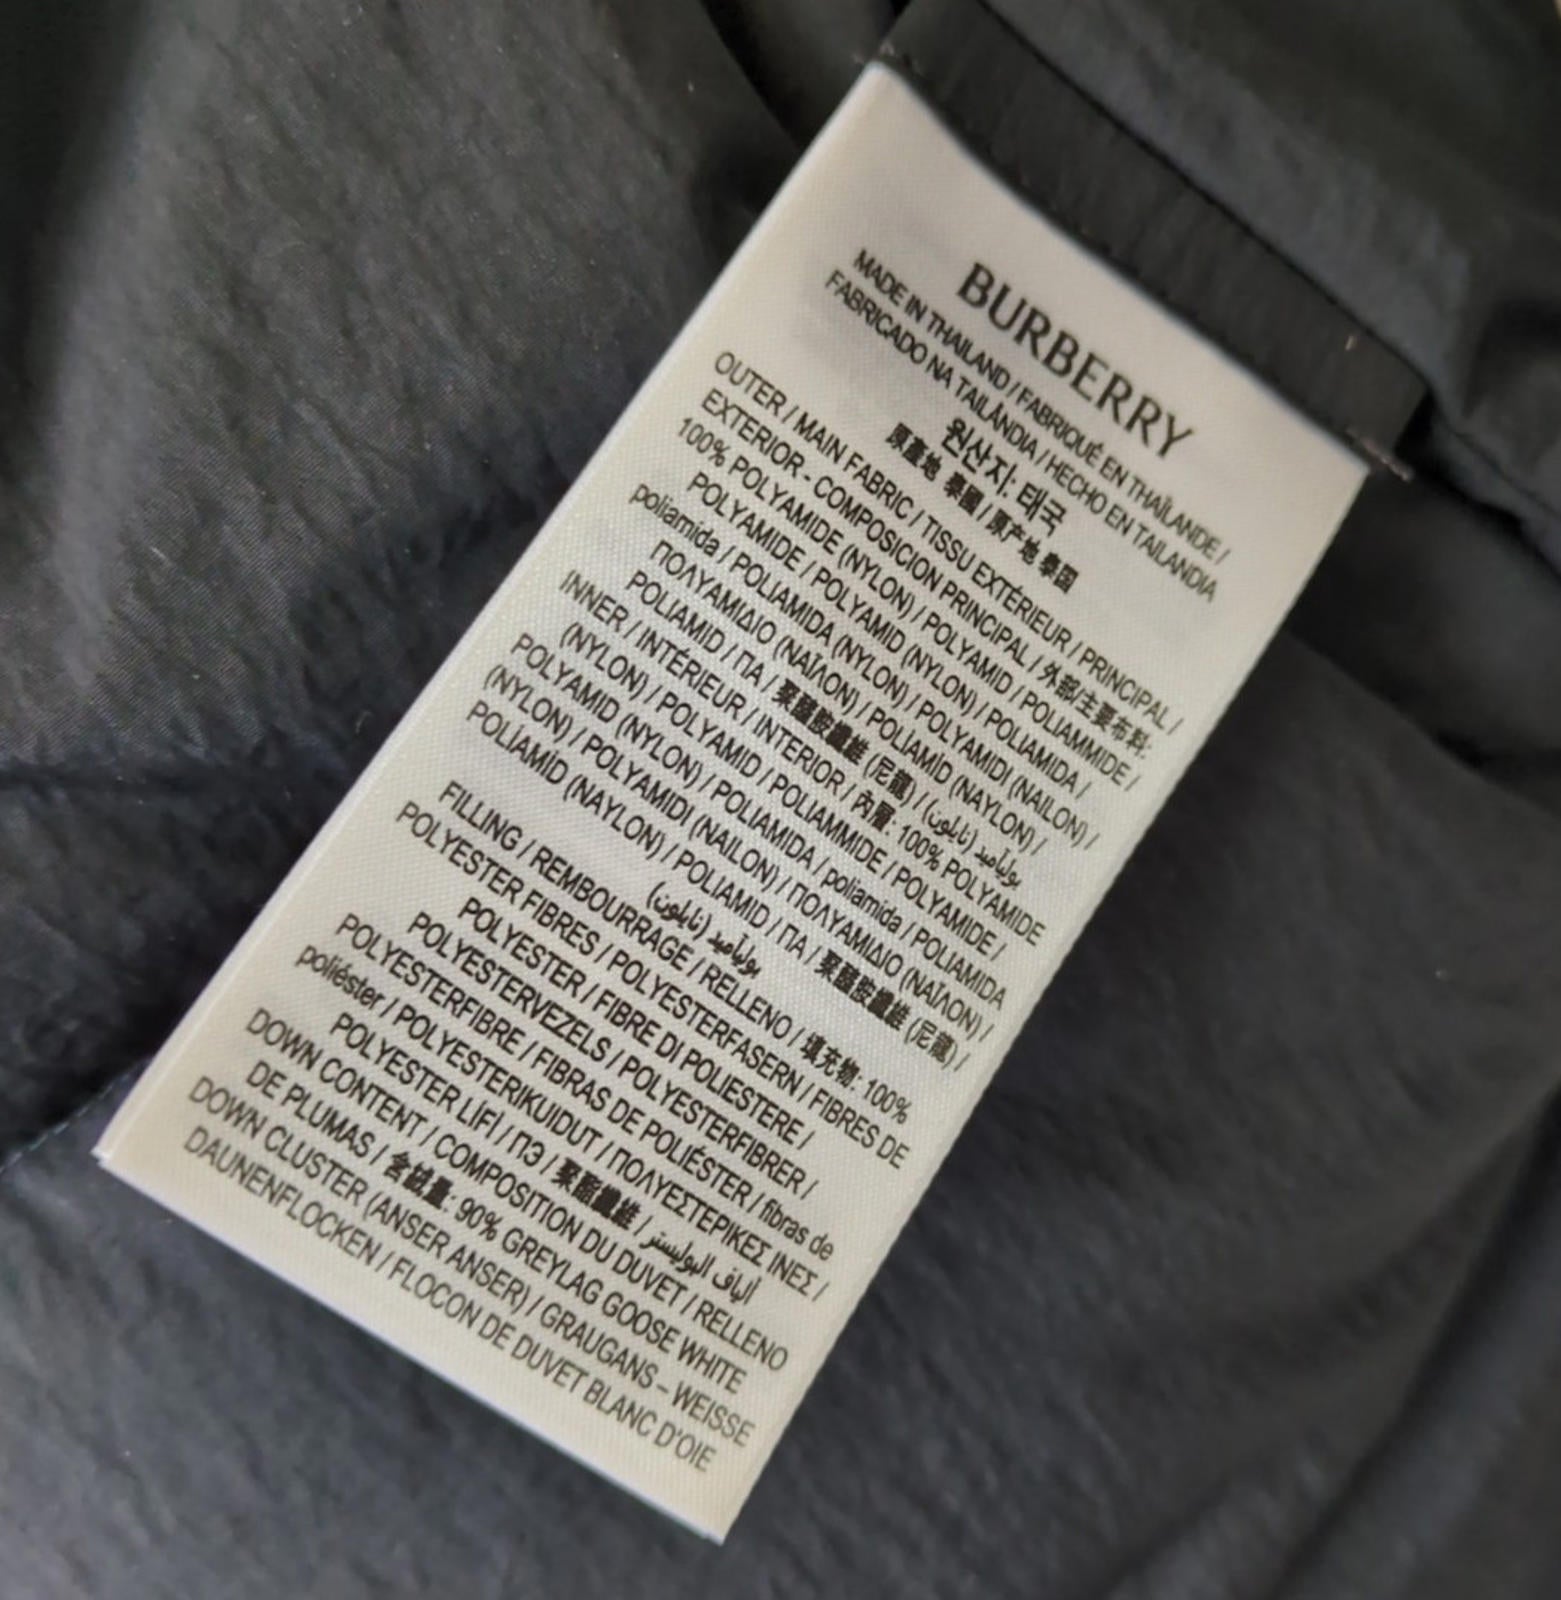 BURBERRY
MADE IN THAILAND / FABRIQUÉ EN THAÏLANDE /
FABRICADO NA TAILÂNDIA / HECHO EN TAILANDIA
원산지: 태국
原產地 泰國 / 原产地 泰国
OUTER / MAIN FABRIC / TISSU EXTÉRIEUR / PRINCIPAL /
EXTERIOR - COMPOSICION PRINCIPAL / 外部/主要布料:
100% POLYAMIDE (NYLON) / POLYAMID / POLIAMMIDE /
POLYAMIDE / POLYAMID (NYLON) / POLIAMIDA /
poliamida / POLIAMIDA (NYLON) / POLYAMIDI (NAILON) /
ΠΟΛΥΑΜΙΔΙΟ (ΝΑΪΛΟΝ) / POLİAMİD (NAYLON) /
POLIAMID / ПА / 聚醯胺纖維 (尼龍) / بولياميد (نايلون)
INNER / INTÉRIEUR / INTERIOR / 內層: 100% POLYAMIDE
(NYLON) / POLYAMID / POLIAMMIDE / POLYAMIDE /
POLYAMID (NYLON) / POLIAMIDA / poliamida / POLIAMIDA
(NYLON) / POLYAMIDI (NAILON) / ΠΟΛΥΑΜΙΔΙΟ (ΝΑΪΛΟΝ) /
POLİAMİD (NAYLON) / POLIAMID / ПА / 聚醯胺纖維 (尼龍) /
بولياميد (نايلون)
FILLING / REMBOURRAGE / RELLENO / 填充物: 100%
POLYESTER FIBRES / POLYESTERFASERN / FIBRES DE
POLYESTER / FIBRE DI POLIESTERE /
POLYESTERVEZELS / POLYESTERFIBRER /
POLYESTERFIBRE / FIBRAS DE POLIÉSTER / fibras de
poliéster / POLYESTERIKUIDUT / ΠΟΛΥΕΣΤΕΡΙΚΕΣ ΙΝΕΣ /
POLYESTER LİFİ / ПЭ / 聚酯纖維 / ألياف البوليستر
DOWN CONTENT / COMPOSITION DU DUVET / RELLENO
DE PLUMAS / 含絨量: 90% GREYLAG GOOSE WHITE
DOWN CLUSTER (ANSER ANSER) / GRAUGANS – WEISSE
DAUNENFLOCKEN / FLOCON DE DUVET BLANC D'OIE